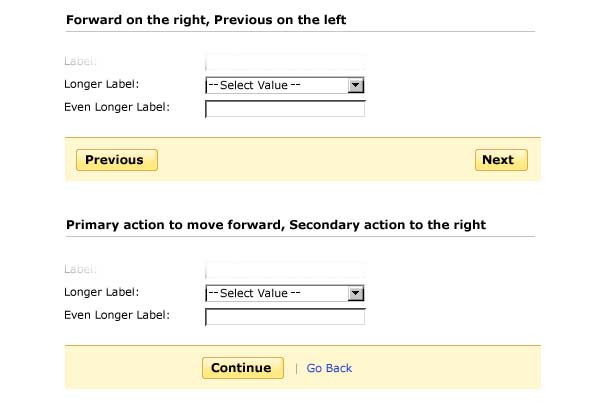 Forward on the right, Previous on the left
Label:
Longer Label: --Select Value--
Even Longer Label:
Previous Next
Primary action to move forward, Secondary action to the right
Label:
Longer Label: --Select Value--
Even Longer Label:
Continue | Go Back